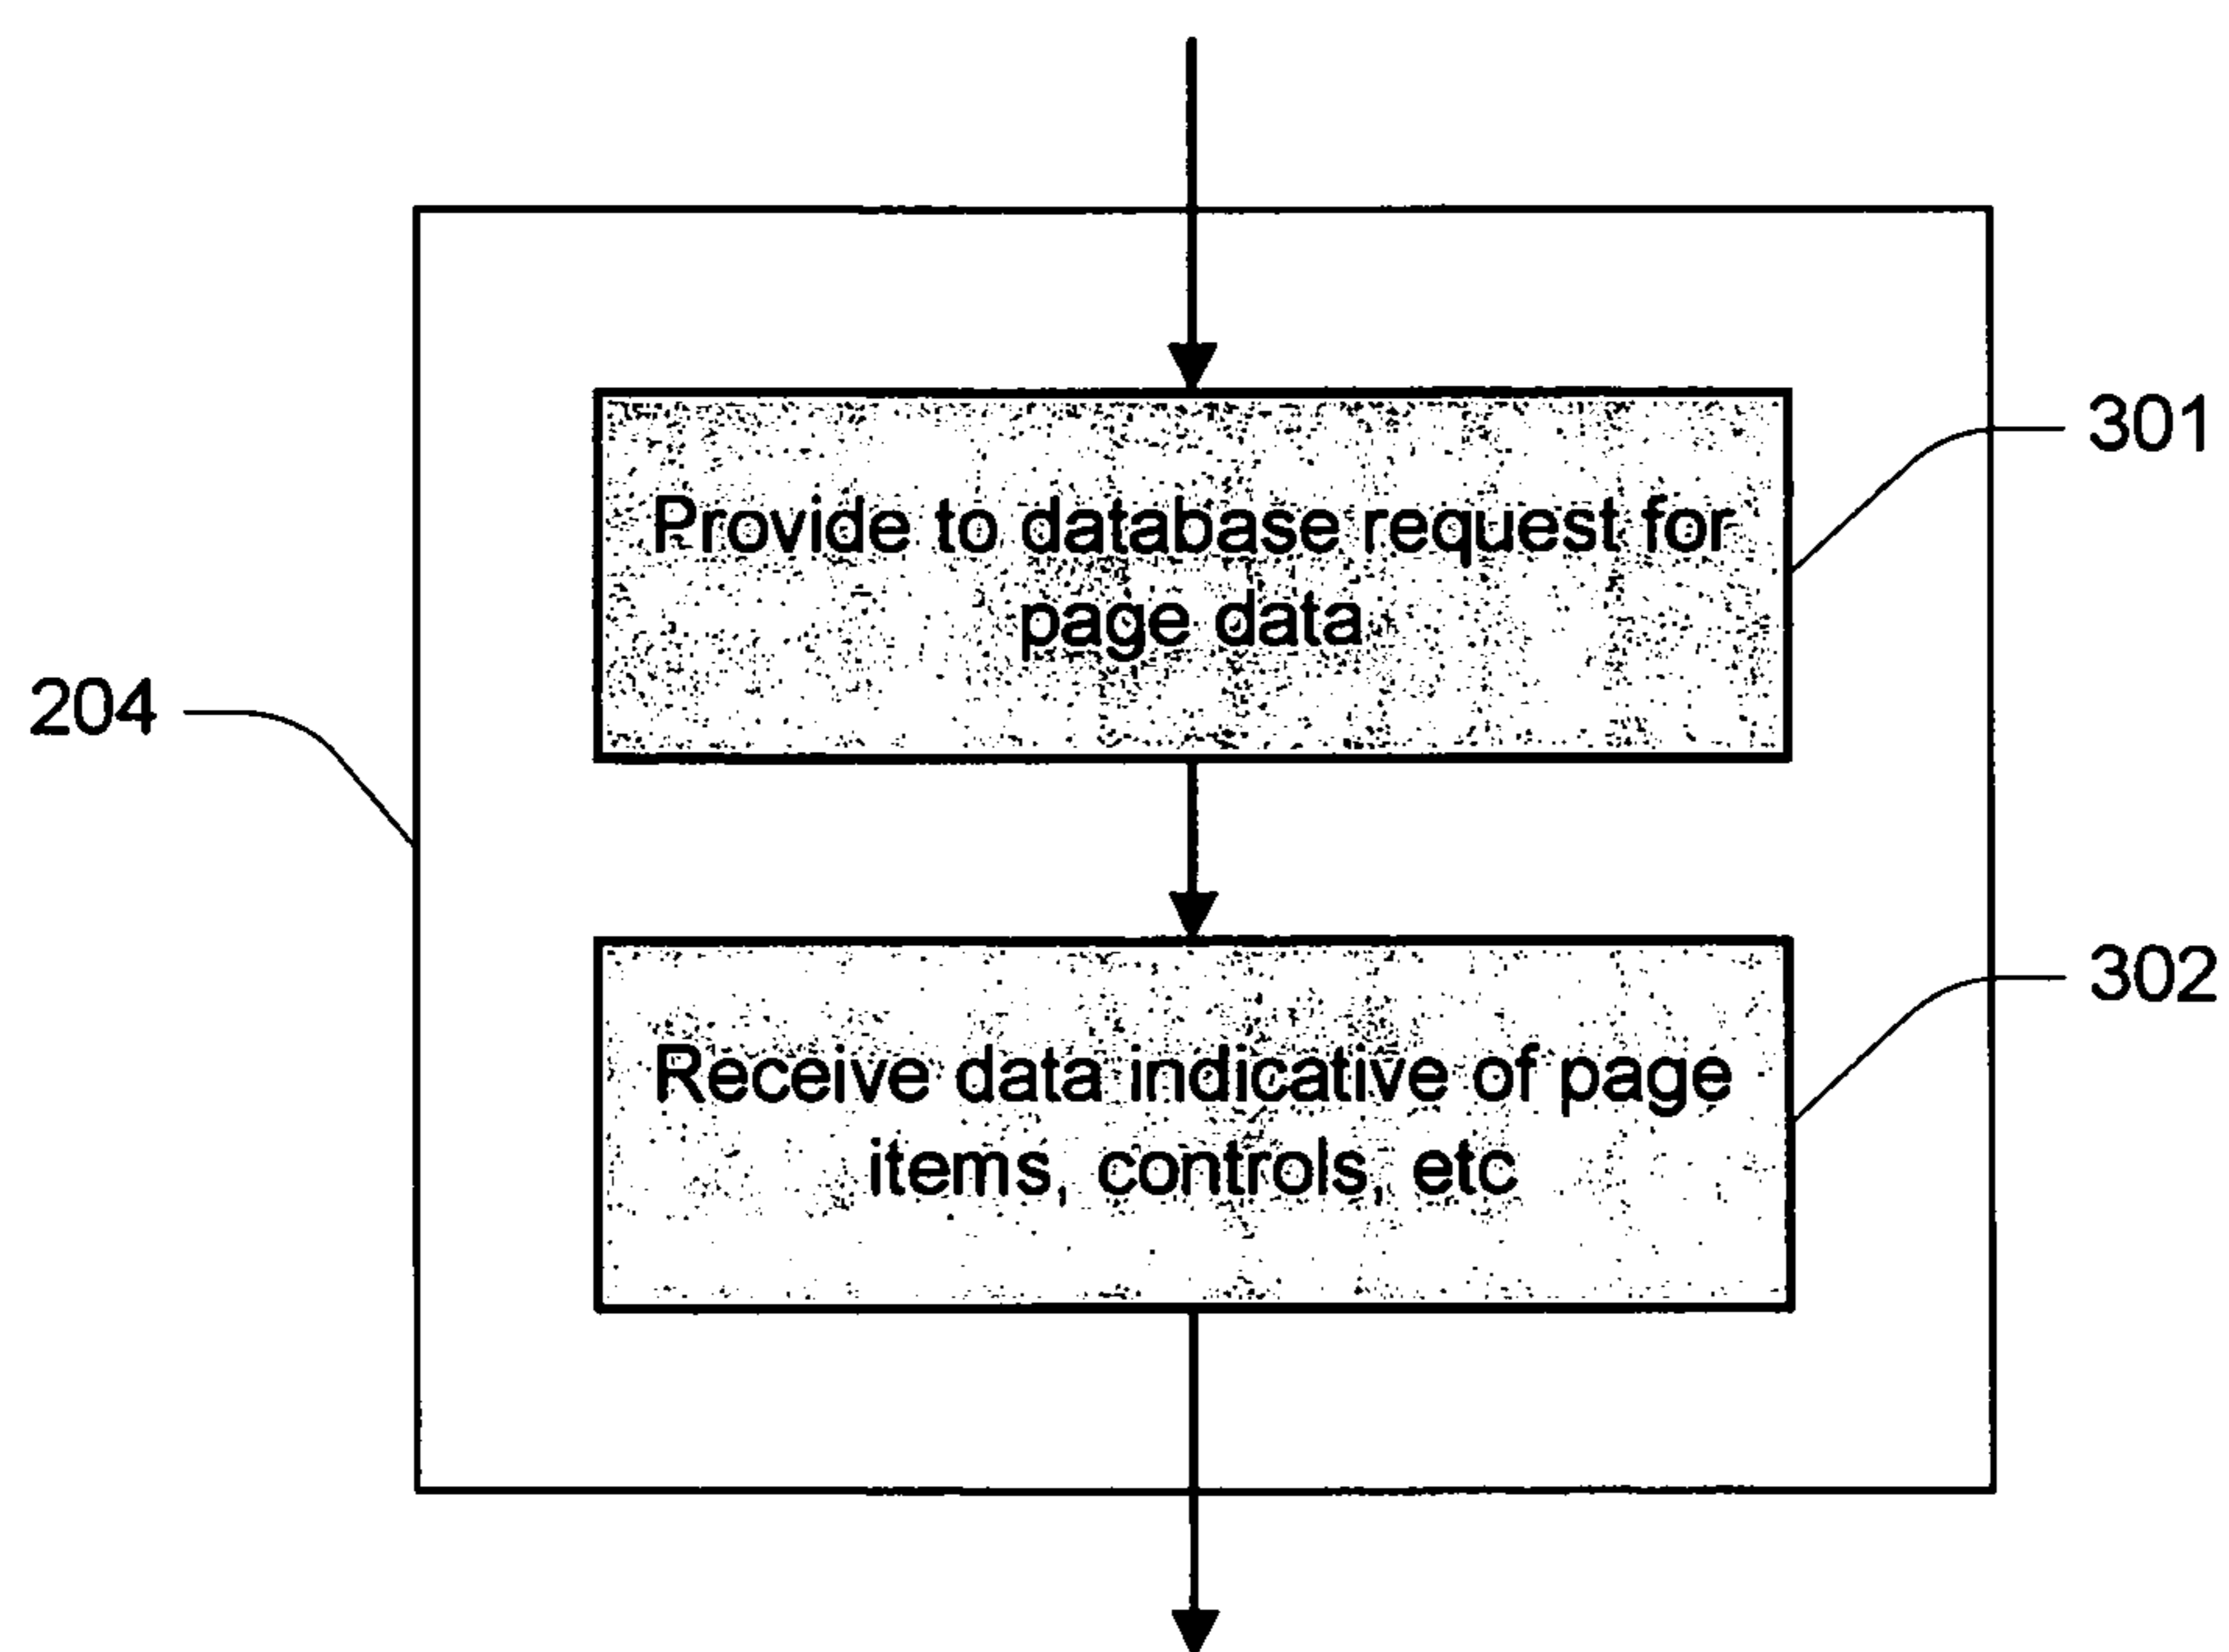 301
Provide to database request for
page data
204
302
Receive data indicative of page
items, controls, etc